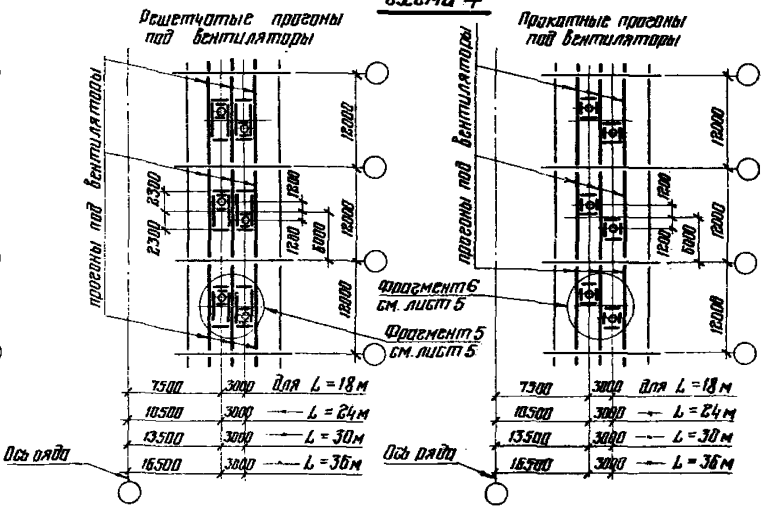 схема 4
Решетчатые прогоны
под вентиляторы
Прокатные прогоны
под вентиляторы
прогоны под вентиляторы
прогоны под вентиляторы
12000
12000
12000
2300
2300
1200
1200
6000
12000
12000
12000
1200
1200
6000
Фрагмент 6
см. лист 5
Фрагмент 5
см. лист 5
7500 3000 для L = 18 м
10500 3000 L = 24 м
13500 3000 L = 30 м
16500 3000 L = 36 м
Ось ряда
7500 3000 для L = 18 м
10500 3000 L = 24 м
13500 3000 L = 30 м
16500 3000 L = 36 м
Ось ряда